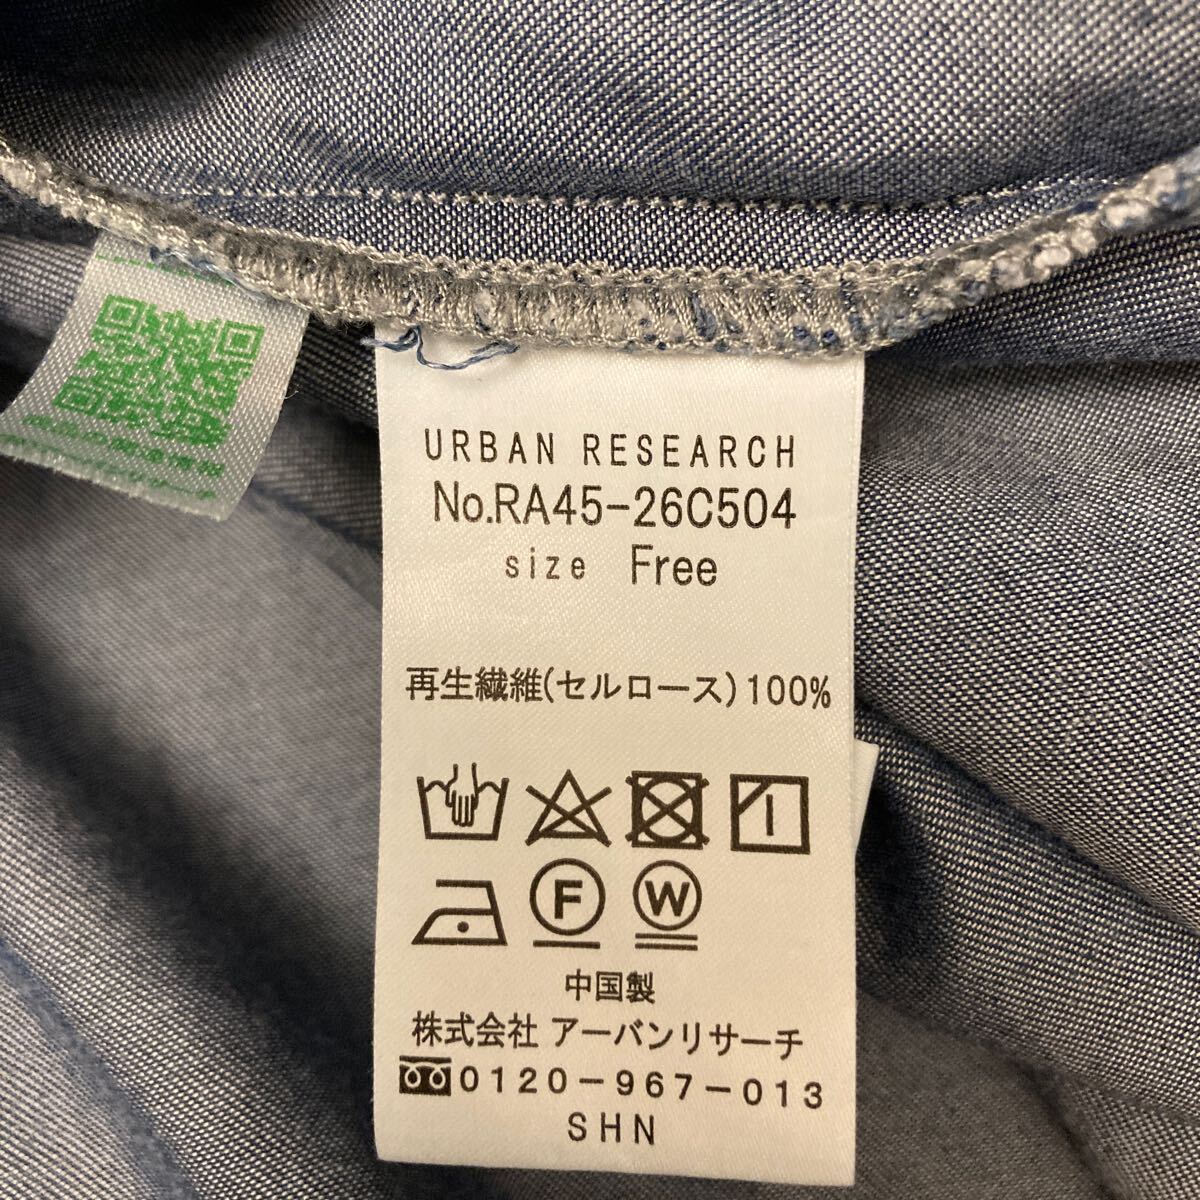 URBAN RESEARCH
No.RA45-26C504
size Free
再生繊維(セルロース)100%
F W
中国製
株式会社 アーバンリサーチ
0120-967-013
SHN